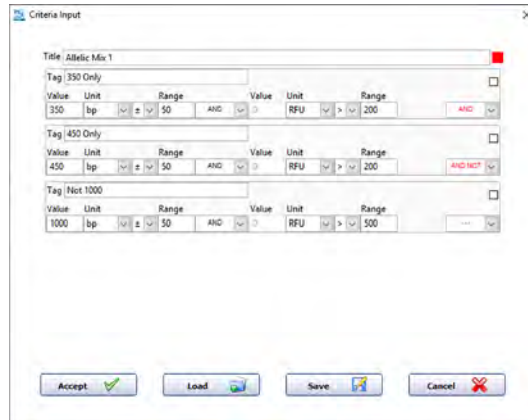 Criteria Input
Title Allelic Mix 1
Tag 350 Only
Value Unit Range Value Unit Range
350 bp ± 50 AND 0 RFU > 200 AND
Tag 450 Only
Value Unit Range Value Unit Range
450 bp ± 50 AND 0 RFU > 200 AND NOT
Tag Not 1000
Value Unit Range Value Unit Range
1000 bp ± 50 AND 0 RFU > 500 ---
Accept Load Save Cancel